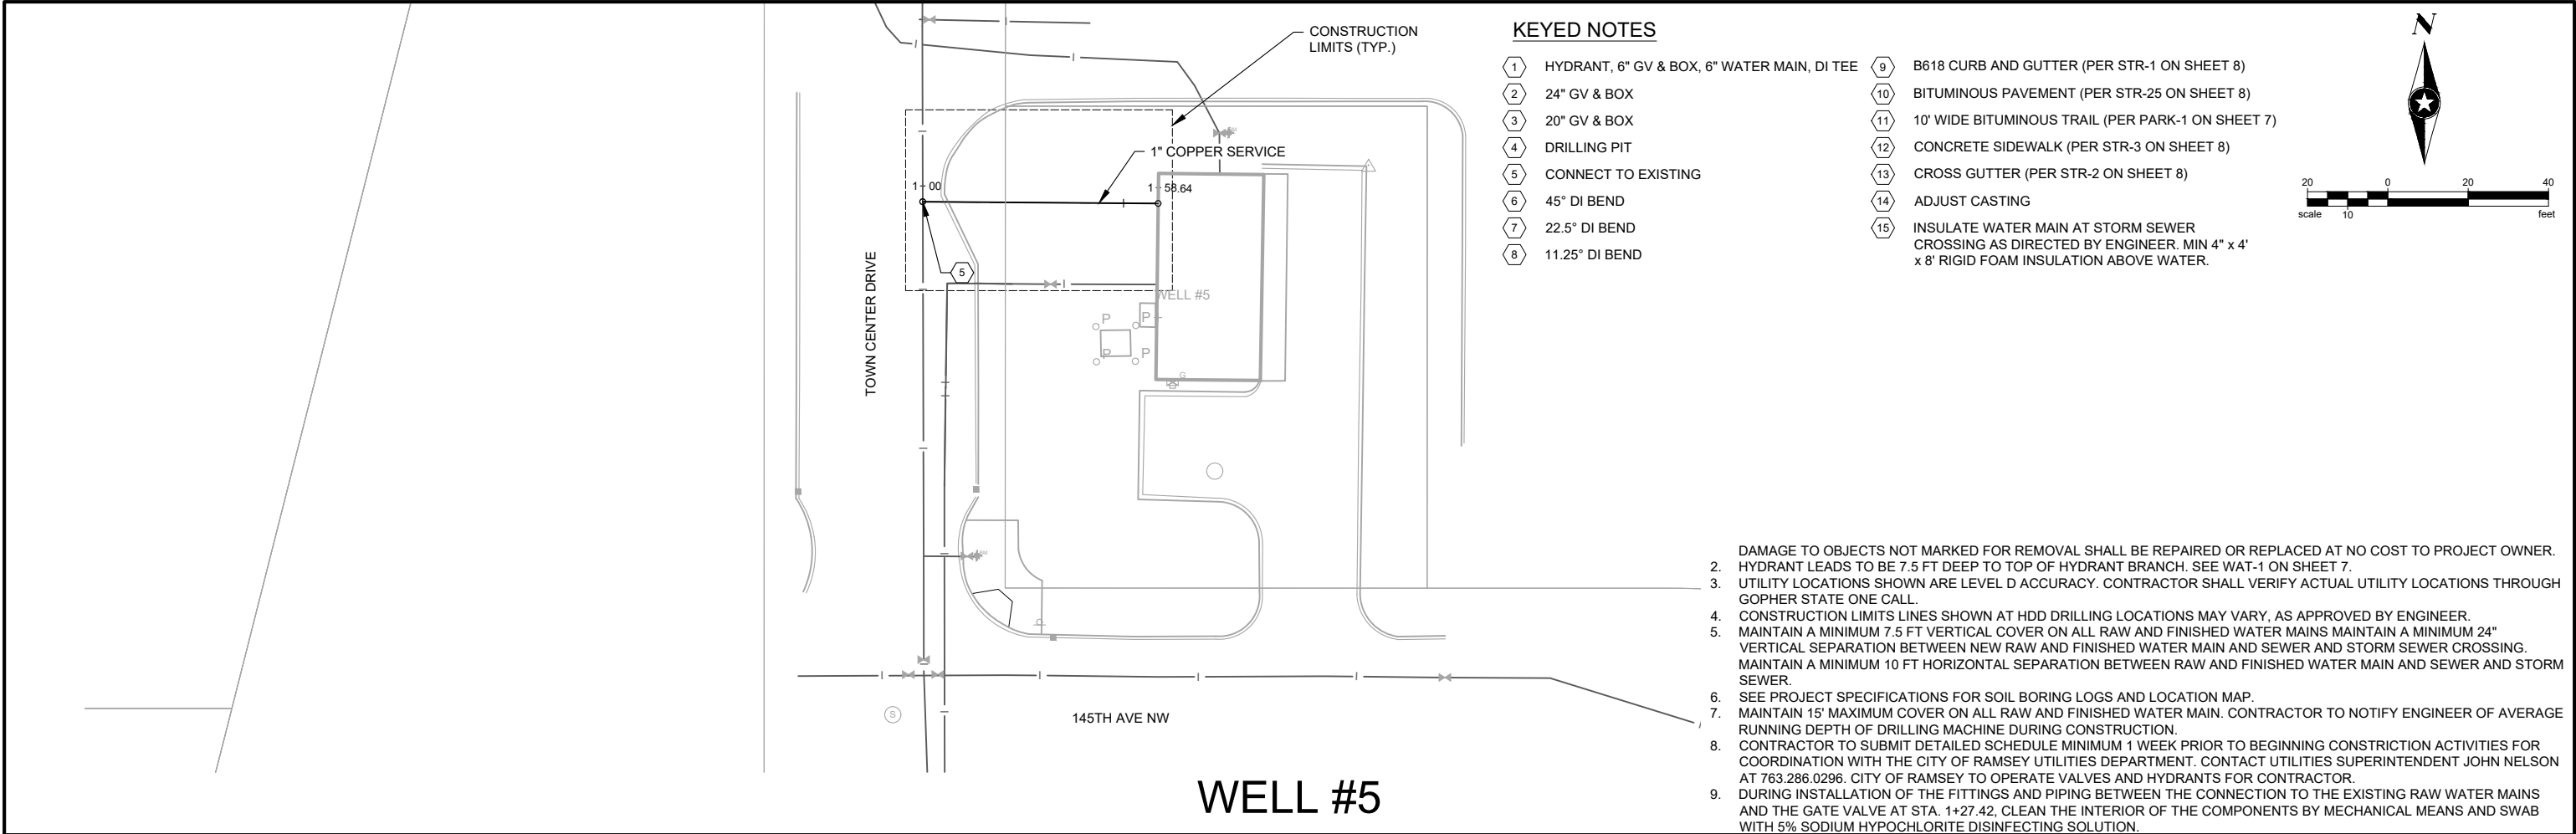 CONSTRUCTION
LIMITS (TYP.)
1" COPPER SERVICE
1+00
1+58.64
5
TOWN CENTER DRIVE
WELL #5
P
P
P
P
G
S
145TH AVE NW
WELL #5
KEYED NOTES
1 HYDRANT, 6" GV & BOX, 6" WATER MAIN, DI TEE
2 24" GV & BOX
3 20" GV & BOX
4 DRILLING PIT
5 CONNECT TO EXISTING
6 45° DI BEND
7 22.5° DI BEND
8 11.25° DI BEND
9 B618 CURB AND GUTTER (PER STR-1 ON SHEET 8)
10 BITUMINOUS PAVEMENT (PER STR-25 ON SHEET 8)
11 10' WIDE BITUMINOUS TRAIL (PER PARK-1 ON SHEET 7)
12 CONCRETE SIDEWALK (PER STR-3 ON SHEET 8)
13 CROSS GUTTER (PER STR-2 ON SHEET 8)
14 ADJUST CASTING
15 INSULATE WATER MAIN AT STORM SEWER
CROSSING AS DIRECTED BY ENGINEER. MIN 4" x 4'
x 8' RIGID FOAM INSULATION ABOVE WATER.
N
20 0 20 40
scale 10 feet
DAMAGE TO OBJECTS NOT MARKED FOR REMOVAL SHALL BE REPAIRED OR REPLACED AT NO COST TO PROJECT OWNER.
2. HYDRANT LEADS TO BE 7.5 FT DEEP TO TOP OF HYDRANT BRANCH. SEE WAT-1 ON SHEET 7.
3. UTILITY LOCATIONS SHOWN ARE LEVEL D ACCURACY. CONTRACTOR SHALL VERIFY ACTUAL UTILITY LOCATIONS THROUGH
GOPHER STATE ONE CALL.
4. CONSTRUCTION LIMITS LINES SHOWN AT HDD DRILLING LOCATIONS MAY VARY, AS APPROVED BY ENGINEER.
5. MAINTAIN A MINIMUM 7.5 FT VERTICAL COVER ON ALL RAW AND FINISHED WATER MAINS MAINTAIN A MINIMUM 24"
VERTICAL SEPARATION BETWEEN NEW RAW AND FINISHED WATER MAIN AND SEWER AND STORM SEWER CROSSING.
MAINTAIN A MINIMUM 10 FT HORIZONTAL SEPARATION BETWEEN RAW AND FINISHED WATER MAIN AND SEWER AND STORM
SEWER.
6. SEE PROJECT SPECIFICATIONS FOR SOIL BORING LOGS AND LOCATION MAP.
7. MAINTAIN 15' MAXIMUM COVER ON ALL RAW AND FINISHED WATER MAIN. CONTRACTOR TO NOTIFY ENGINEER OF AVERAGE
RUNNING DEPTH OF DRILLING MACHINE DURING CONSTRUCTION.
8. CONTRACTOR TO SUBMIT DETAILED SCHEDULE MINIMUM 1 WEEK PRIOR TO BEGINNING CONSTRICTION ACTIVITIES FOR
COORDINATION WITH THE CITY OF RAMSEY UTILITIES DEPARTMENT. CONTACT UTILITIES SUPERINTENDENT JOHN NELSON
AT 763.286.0296. CITY OF RAMSEY TO OPERATE VALVES AND HYDRANTS FOR CONTRACTOR.
9. DURING INSTALLATION OF THE FITTINGS AND PIPING BETWEEN THE CONNECTION TO THE EXISTING RAW WATER MAINS
AND THE GATE VALVE AT STA. 1+27.42, CLEAN THE INTERIOR OF THE COMPONENTS BY MECHANICAL MEANS AND SWAB
WITH 5% SODIUM HYPOCHLORITE DISINFECTING SOLUTION.